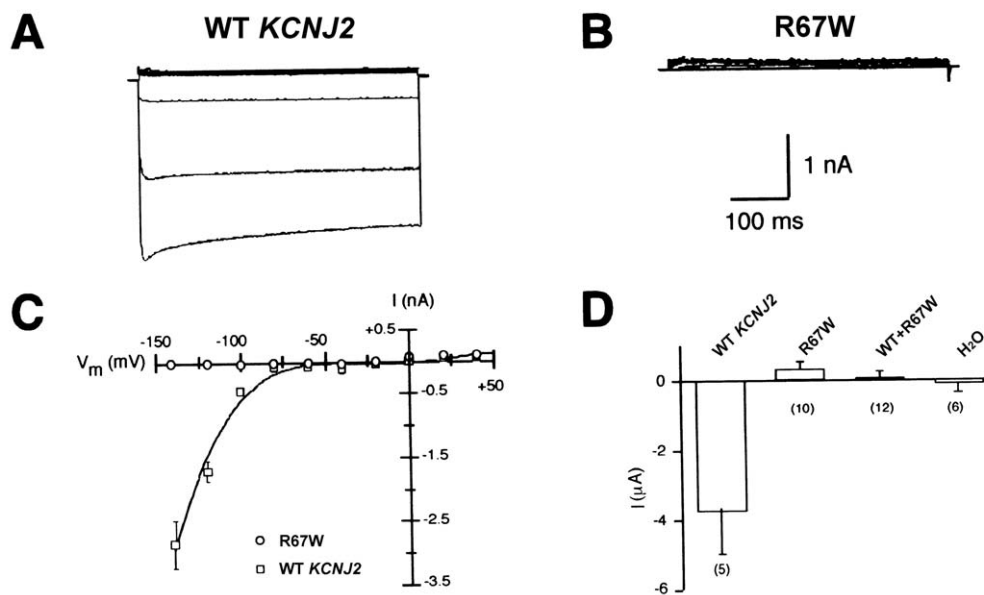 A
WT KCNJ2
B
R67W
1 nA
100 ms
C
I (nA)
+0.5
-150
-100
-50
Vm (mV)
+50
-0.5
-1.5
-2.5
-3.5
R67W
WT KCNJ2
D
WT KCNJ2
R67W
WT+R67W
H2O
0
-2
-4
-6
I (μA)
(5)
(10)
(12)
(6)